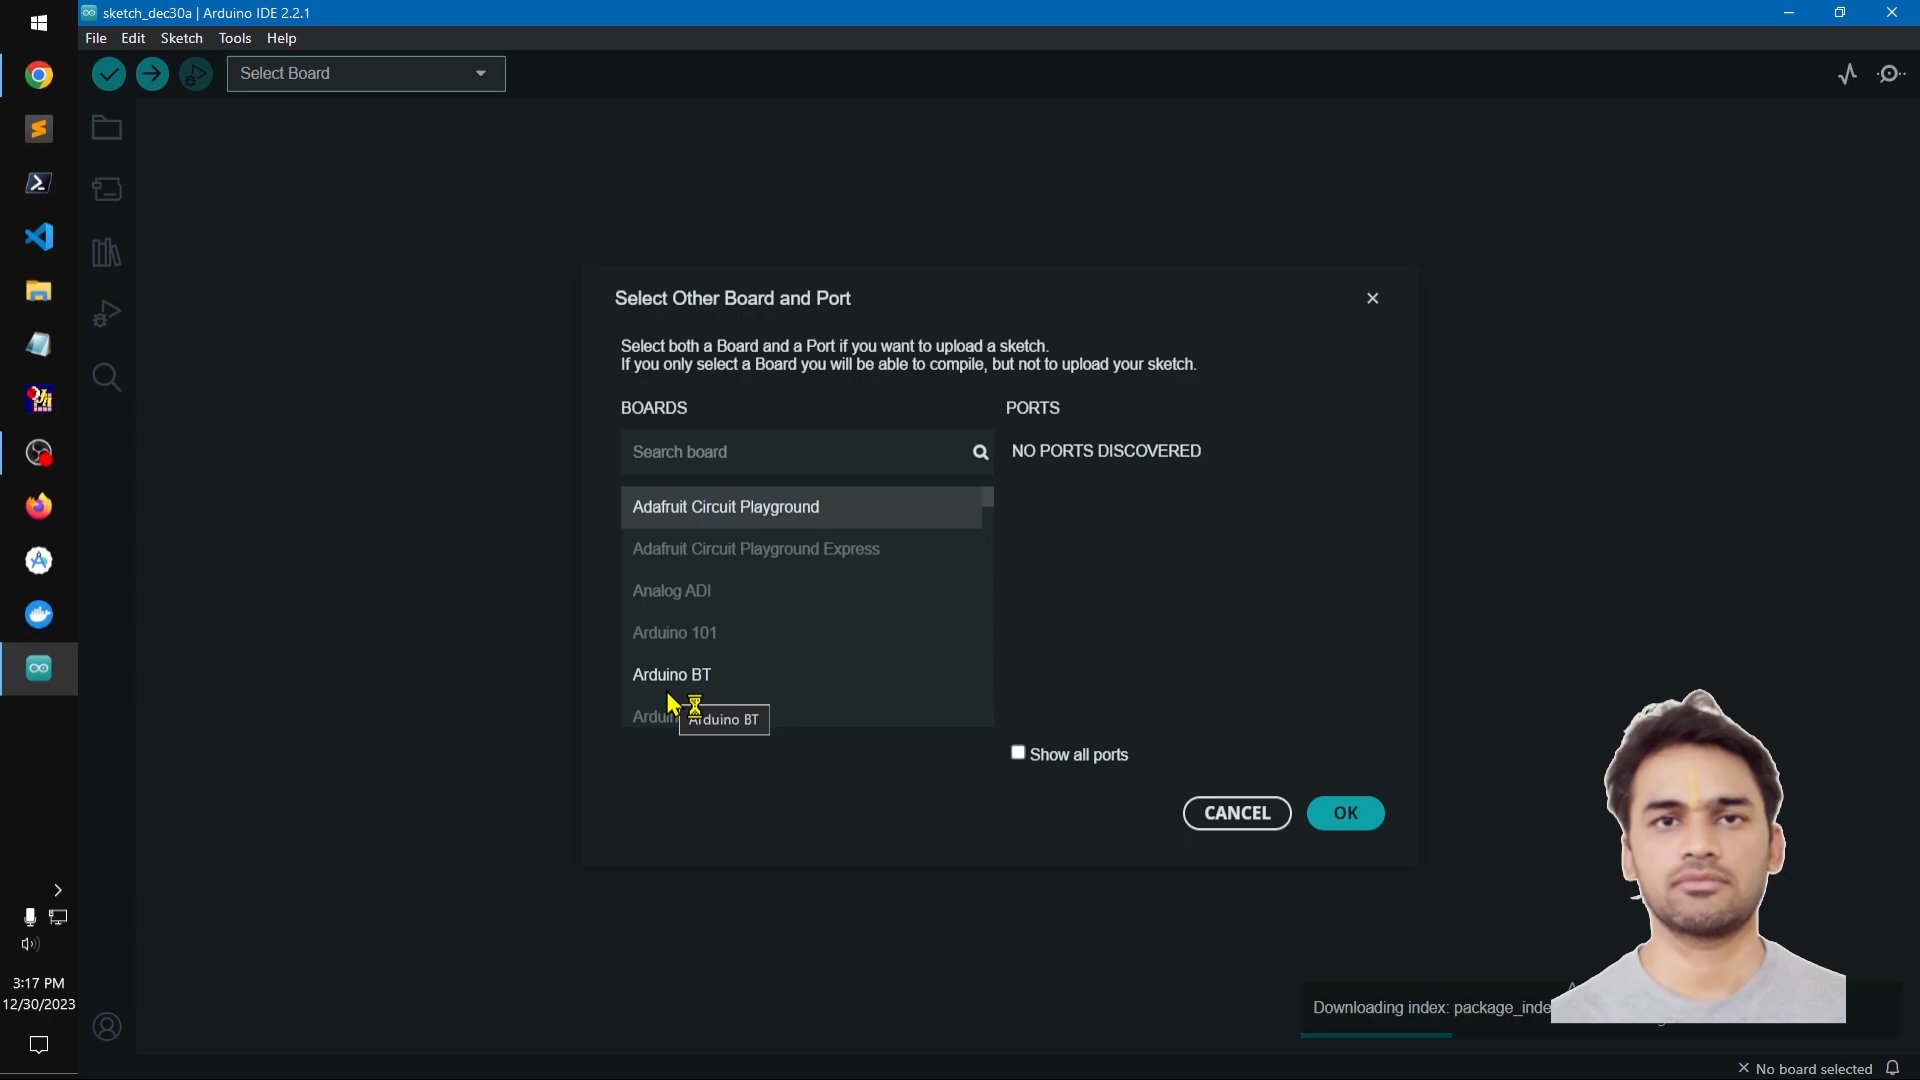 sketch_dec30a | Arduino IDE 2.2.1
File Edit Sketch Tools Help
Select Board
Select Other Board and Port
Select both a Board and a Port if you want to upload a sketch.
If you only select a Board you will be able to compile, but not to upload your sketch.
BOARDS
PORTS
Search board
NO PORTS DISCOVERED
Adafruit Circuit Playground
Adafruit Circuit Playground Express
Analog ADI
Arduino 101
Arduino BT
Arduino BT
Show all ports
CANCEL
OK
3:17 PM
12/30/2023
Downloading index: package_inde
No board selected